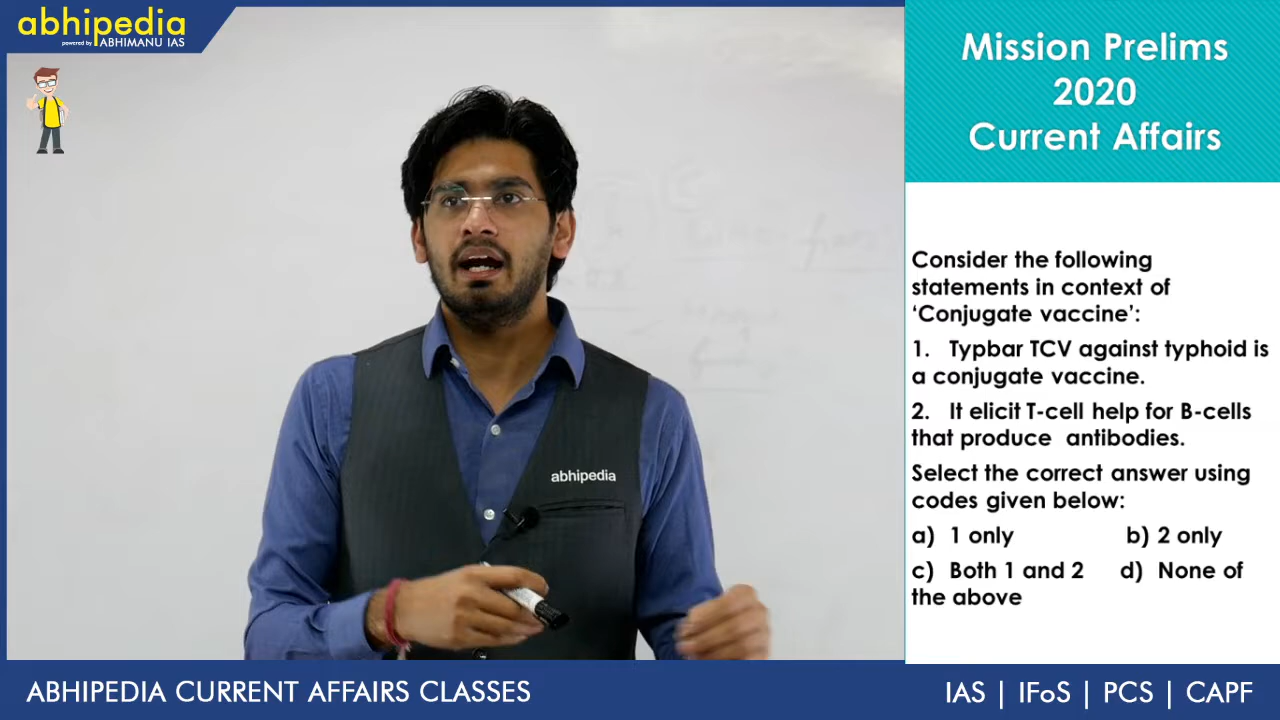 abhipedia
powered by ABHIMANU IAS
Mission Prelims
2020
Current Affairs
Consider the following
statements in context of
‘Conjugate vaccine’:
1. Typbar TCV against typhoid is
a conjugate vaccine.
2. It elicit T-cell help for B-cells
that produce antibodies.
Select the correct answer using
codes given below:
a) 1 only b) 2 only
c) Both 1 and 2 d) None of
the above
abhipedia
ABHIPEDIA CURRENT AFFAIRS CLASSES
IAS | IFoS | PCS | CAPF